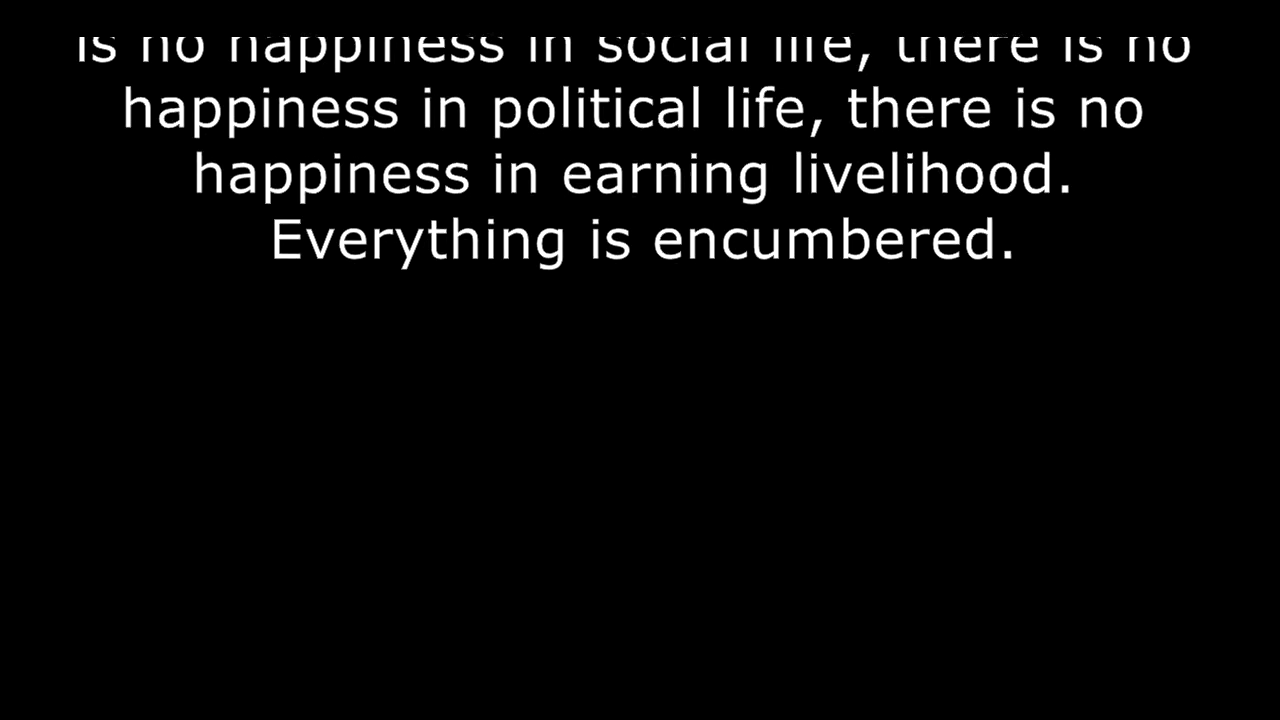 is no happiness in social life, there is no
happiness in political life, there is no
happiness in earning livelihood.
Everything is encumbered.